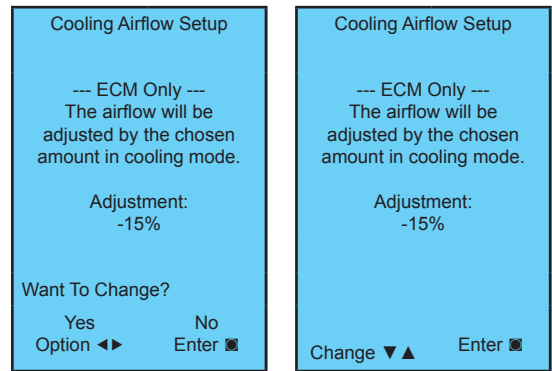 Cooling Airflow Setup
--- ECM Only ---
The airflow will be
adjusted by the chosen
amount in cooling mode.
Adjustment:
-15%
Want To Change?
Yes No
Option ◀▶ Enter ◙
Cooling Airflow Setup
--- ECM Only ---
The airflow will be
adjusted by the chosen
amount in cooling mode.
Adjustment:
-15%
Change ▼▲ Enter ◙